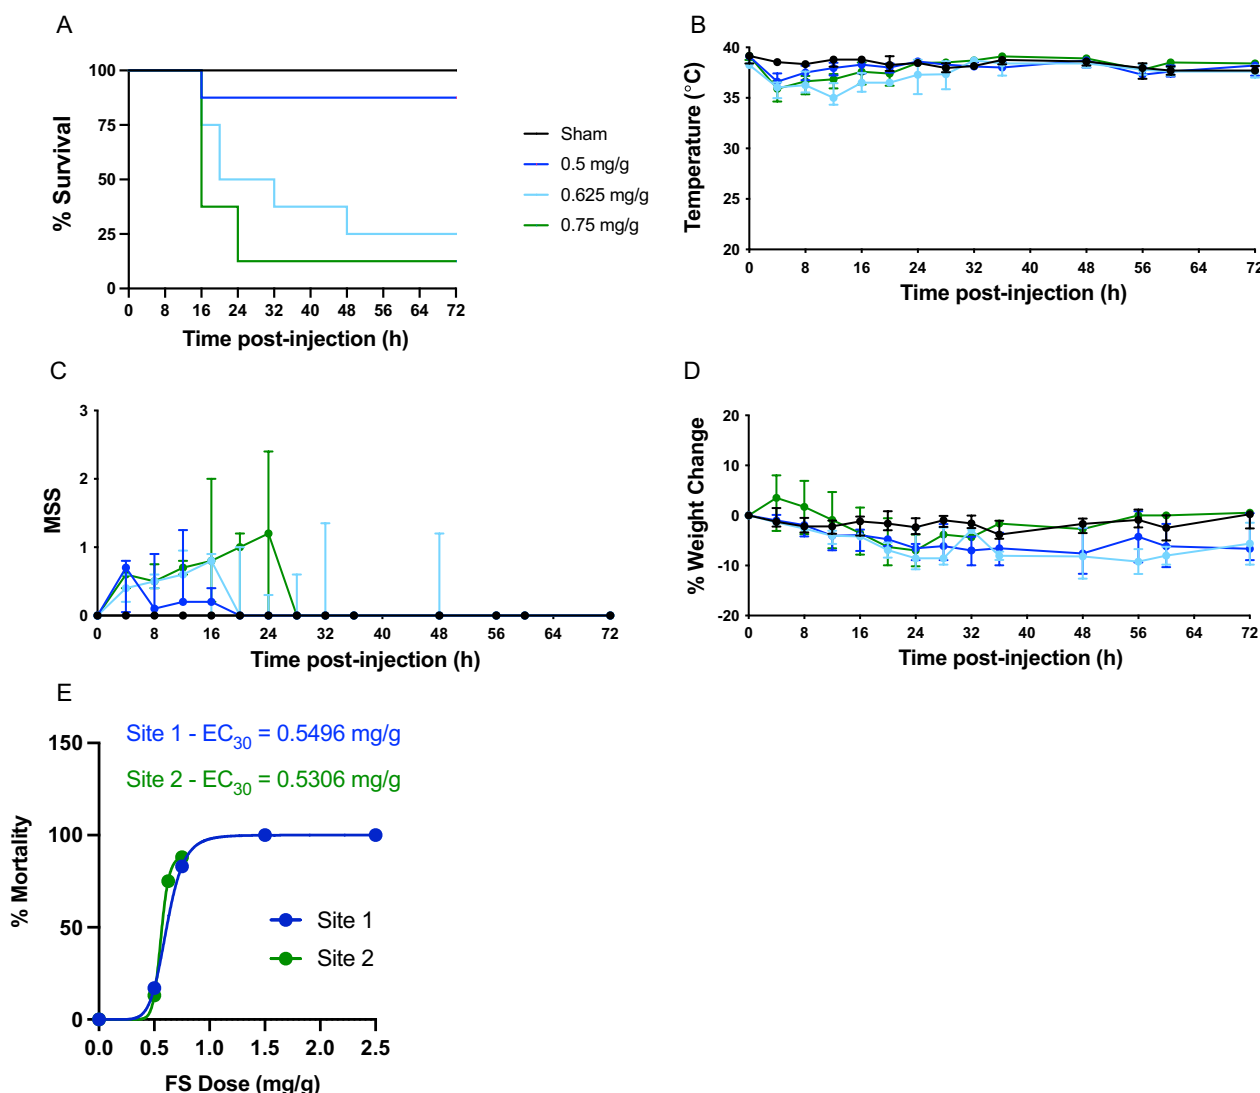 A
% Survival
100
75
50
25
0
0 8 16 24 32 40 48 56 64 72
Time post-injection (h)
Sham
0.5 mg/g
0.625 mg/g
0.75 mg/g
B
Temperature (°C)
40
35
30
25
20
0 8 16 24 32 40 48 56 64 72
Time post-injection (h)
C
MSS
3
2
1
0
0 8 16 24 32 40 48 56 64 72
Time post-injection (h)
D
% Weight Change
20
10
0
-10
-20
0 8 16 24 32 40 48 56 64 72
Time post-injection (h)
E
Site 1 - EC30 = 0.5496 mg/g
Site 2 - EC30 = 0.5306 mg/g
% Mortality
150
100
50
0
Site 1
Site 2
0.0 0.5 1.0 1.5 2.0 2.5
FS Dose (mg/g)